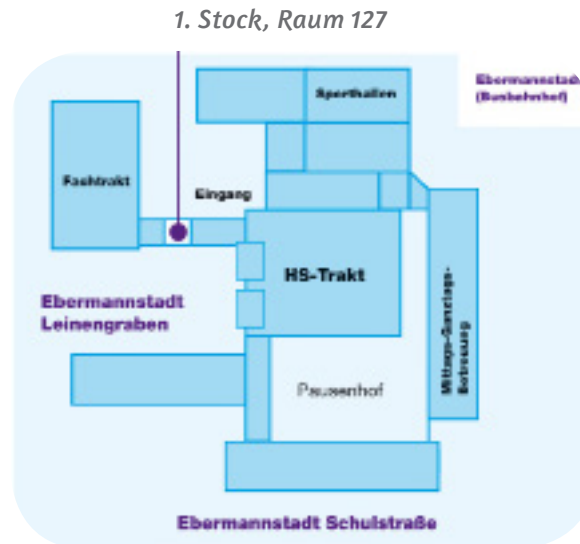 1. Stock, Raum 127
Ebermannstadt
(Busbahnhof)
Sporthallen
Fachtrakt
Eingang
HS-Trakt
Ebermannstadt
Leinengraben
Mittags-Ganztags-
Betreuung
Pausenhof
Ebermannstadt Schulstraße